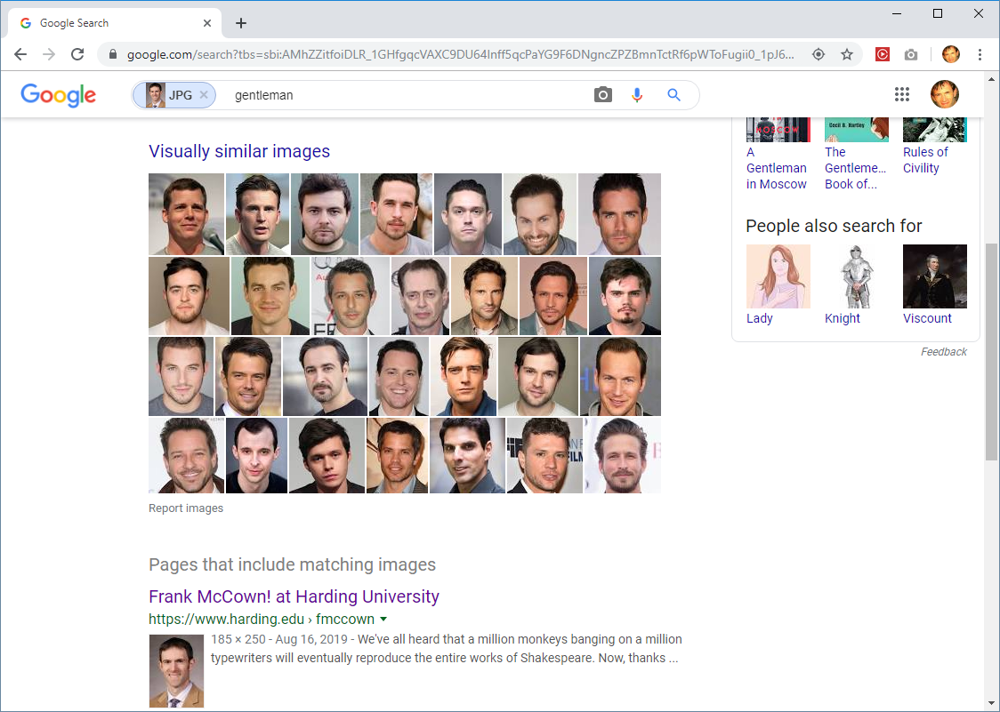 Google Search
google.com/search?tbs=sbi:AMhZZitfoiDLR_1GHfgqcVAXC9DU64Inff5qcPaYG9F6DNgncZPZBmnTctRf6pWToFugii0_1pJ6...
Google
JPG
gentleman
MOSCOW
Cecil B. Hartley
A Gentleman in Moscow
The Gentleme... Book of...
Rules of Civility
Visually similar images
People also search for
Lady
Knight
Viscount
Feedback
Report images
Pages that include matching images
Frank McCown! at Harding University
https://www.harding.edu › fmccown
185 × 250 - Aug 16, 2019 - We've all heard that a million monkeys banging on a million
typewriters will eventually reproduce the entire works of Shakespeare. Now, thanks ...